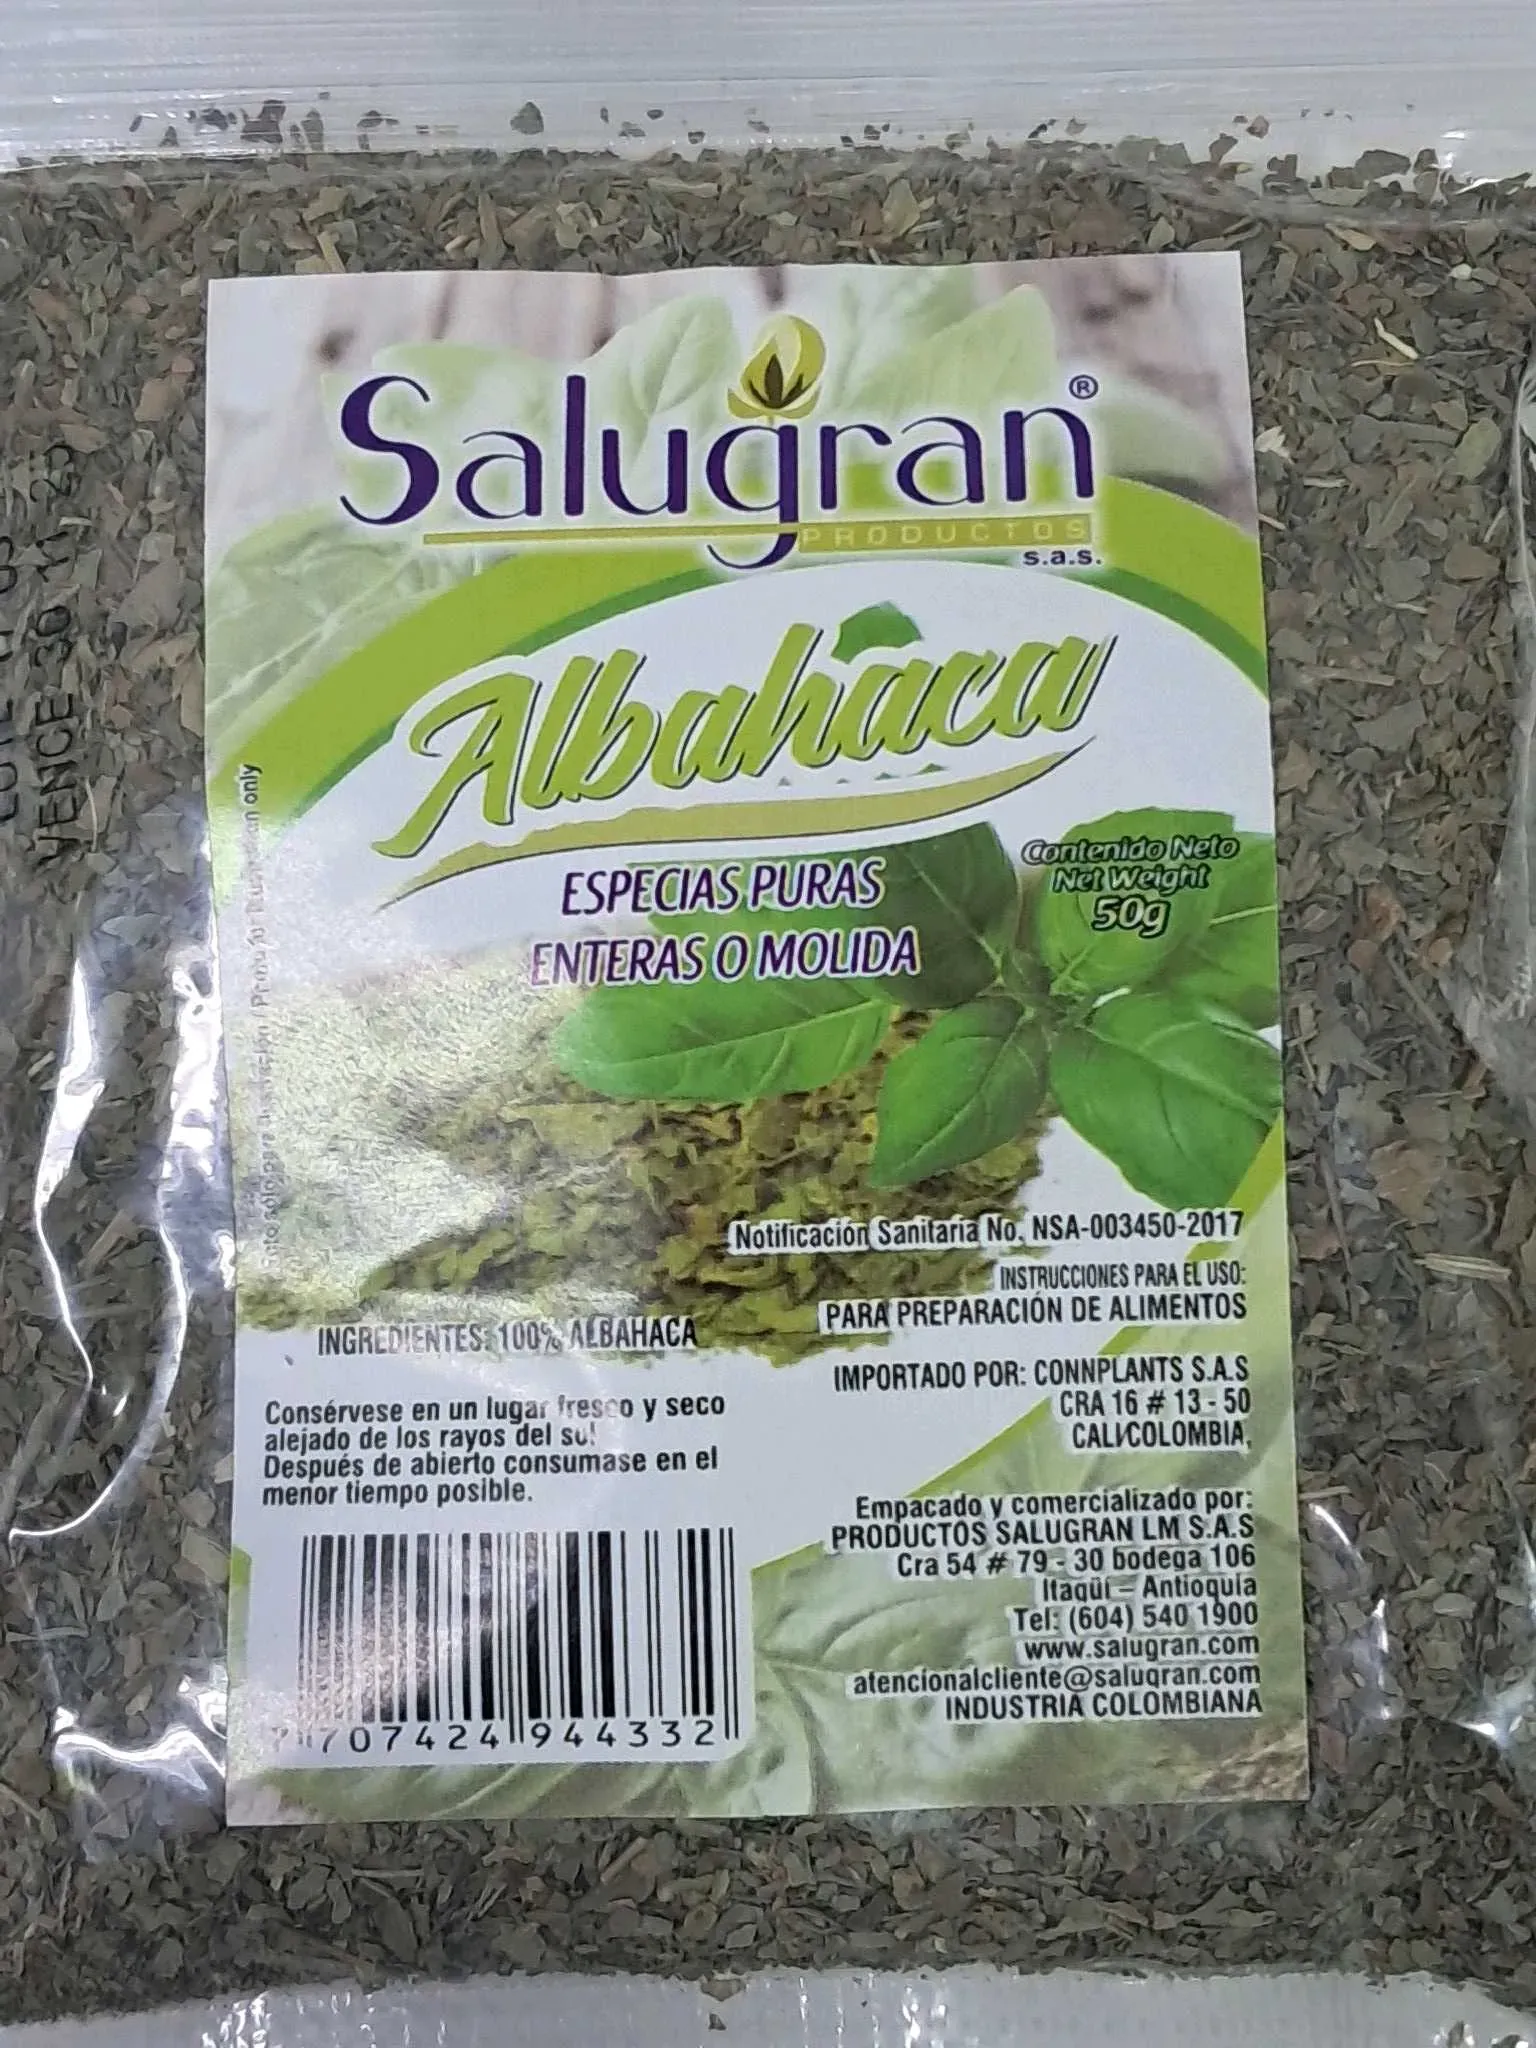 Salugran®
PRODUCTOS
s.a.s.
Albahaca
ESPECIAS PURAS
ENTERAS O MOLIDA
Contenido Neto
Net Weight
50g
Notificación Sanitaria No. NSA-003450-2017
INSTRUCCIONES PARA EL USO:
PARA PREPARACIÓN DE ALIMENTOS
INGREDIENTES: 100% ALBAHACA
IMPORTADO POR: CONNPLANTS S.A.S
CRA 16 # 13 - 50
CALI/COLOMBIA,
Consérvese en un lugar fresco y seco
alejado de los rayos del sol
Después de abierto consumase en el
menor tiempo posible.
Empacado y comercializado por:
PRODUCTOS SALUGRAN LM S.A.S
Cra 54 # 79 - 30 bodega 106
Itagüí – Antioquia
Tel: (604) 540 1900
www.salugran.com
atencionalcliente@salugran.com
INDUSTRIA COLOMBIANA
7 707424 944332
only
VENCE 30